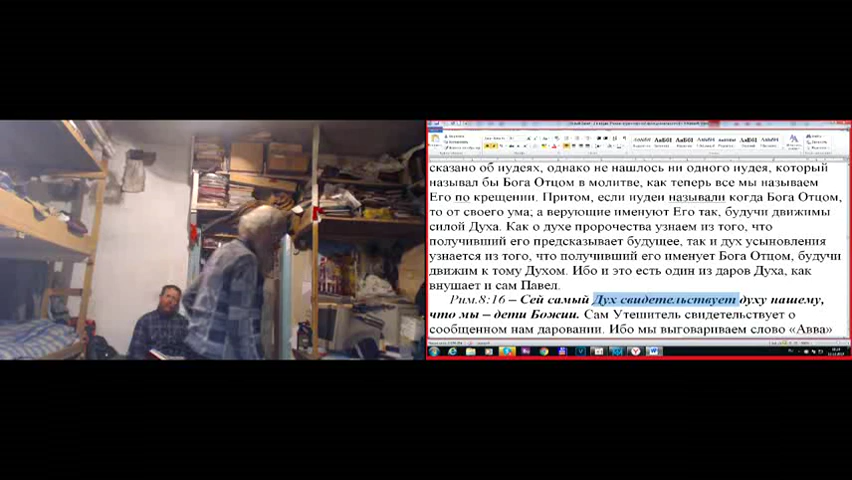 сказано об иудеях, однако не нашлось ни одного иудея, который
называл бы Бога Отцом в молитве, как теперь все мы называем
Его по крещении. Притом, если иудеи называли когда Бога Отцом,
то от своего ума; а верующие именуют Его так, будучи движимы
силой Духа. Как о духе пророчества узнаем из того, что
получивший его предсказывает будущее, так и дух усыновления
узнается из того, что получивший его именует Бога Отцом, будучи
движим к тому Духом. Ибо и это есть один из даров Духа, как
внушает и сам Павел.
Рим.8:16 – Сей самый Дух свидетельствует духу нашему,
что мы – дети Божии. Сам Утешитель свидетельствует о
сообщенном нам даровании. Ибо мы выговариваем слово «Авва»